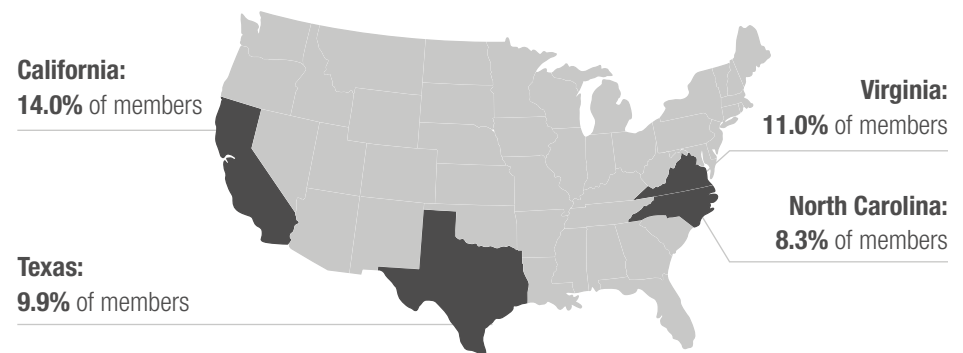 California:
14.0% of members
Virginia:
11.0% of members
North Carolina:
8.3% of members
Texas:
9.9% of members